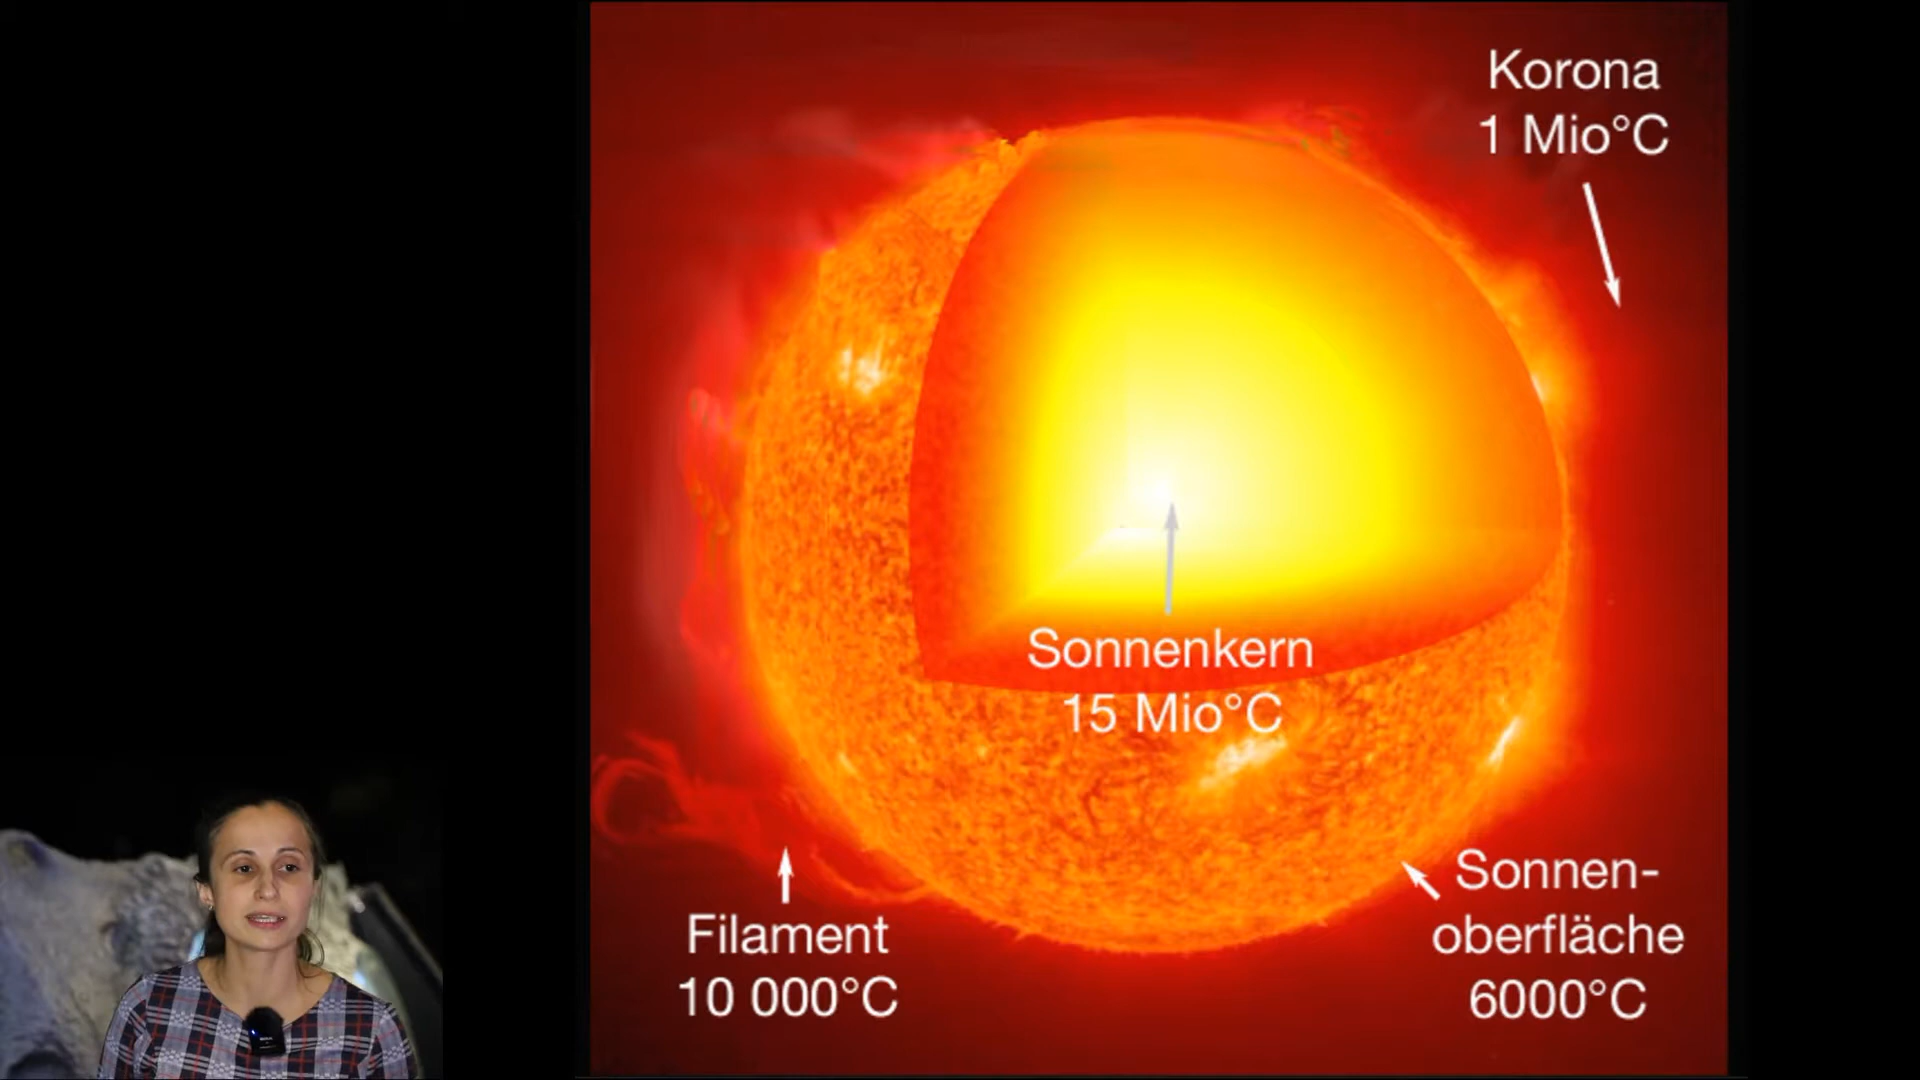 Korona
1 Mio°C
Sonnenkern
15 Mio°C
Filament
10 000°C
Sonnen-
oberfläche
6000°C